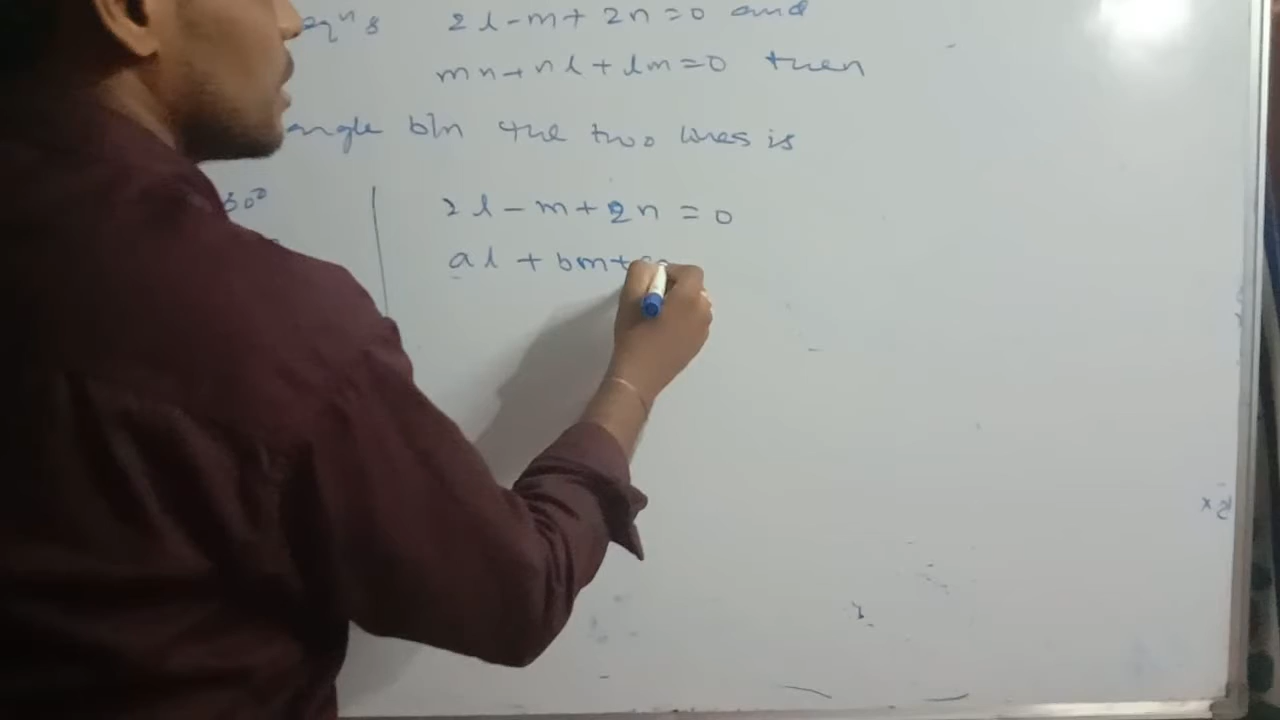 eqⁿs 2l-m+2n=0 and
mn+nl+lm=0 then
angle b/n the two lines is
2l-m+2n=0
al+bm+